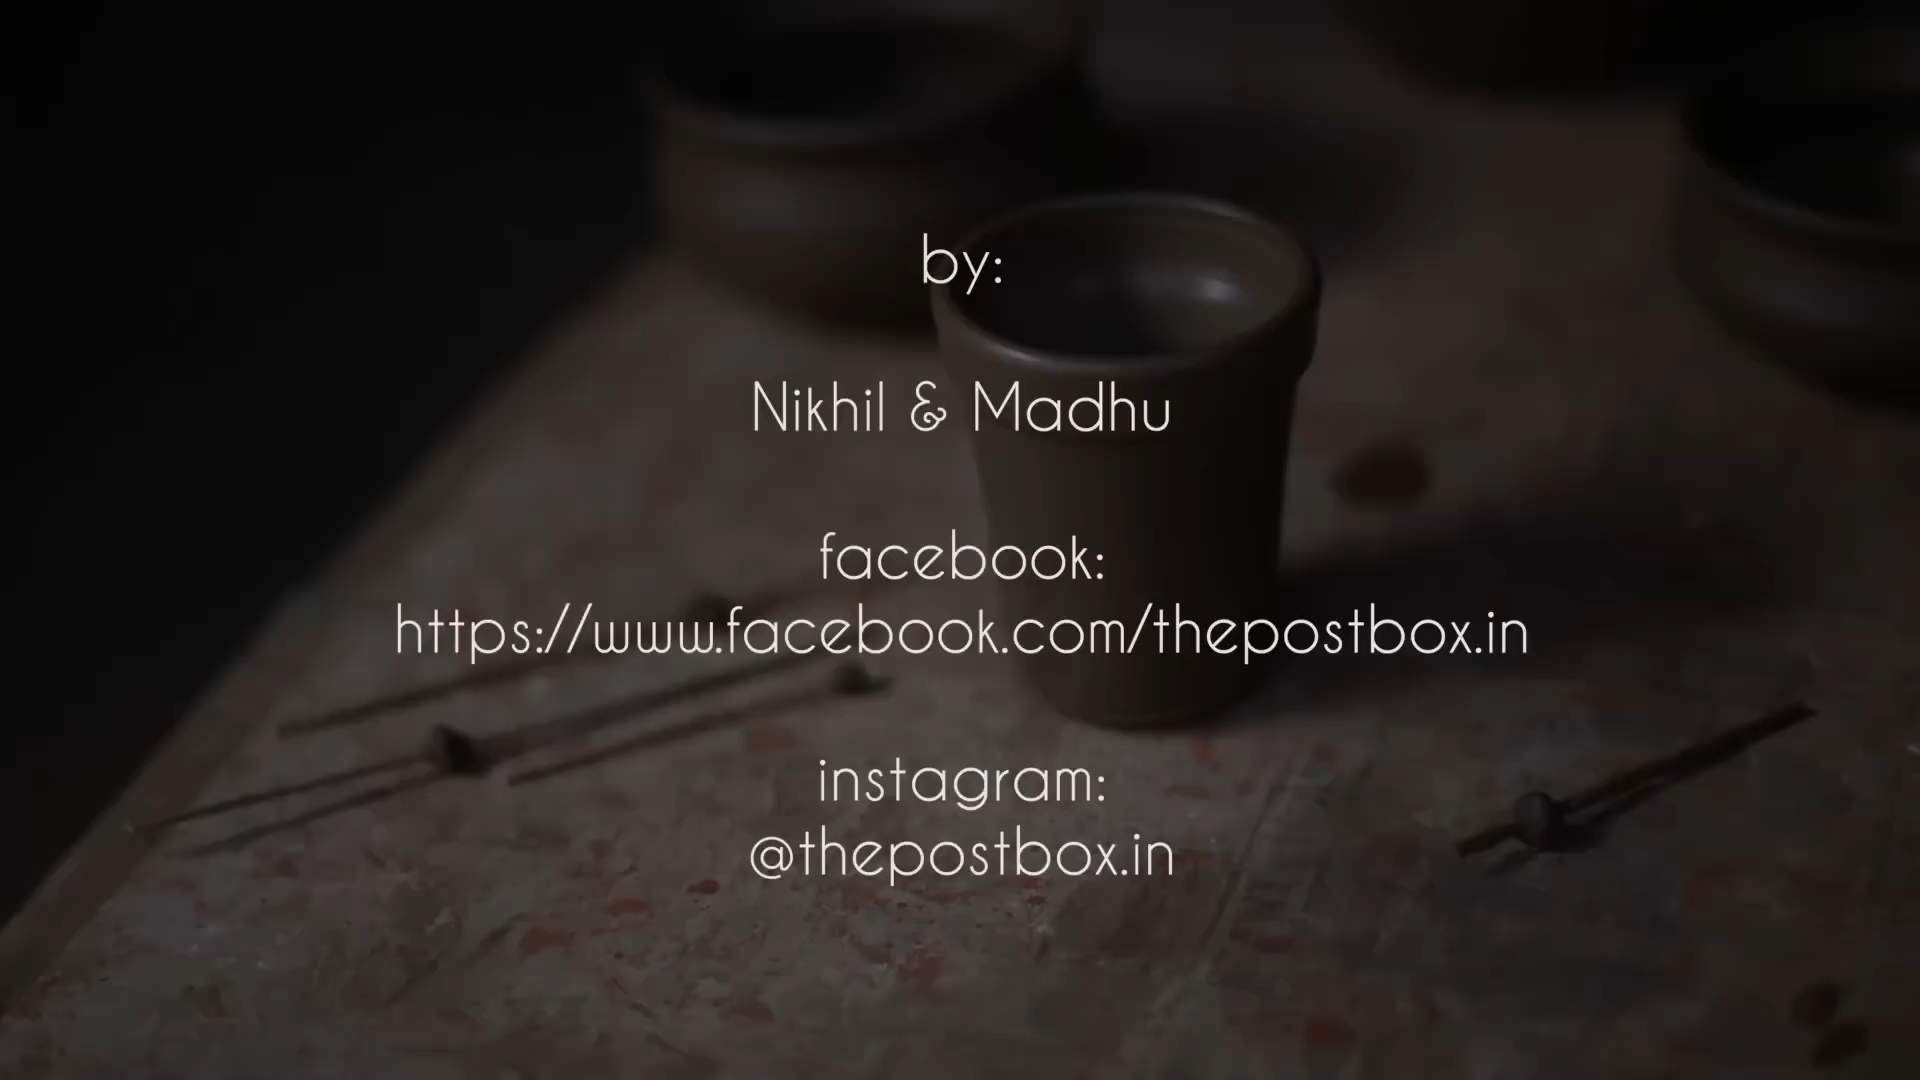 by:
Nikhil & Madhu
facebook:
https://www.facebook.com/thepostbox.in
instagram:
@thepostbox.in